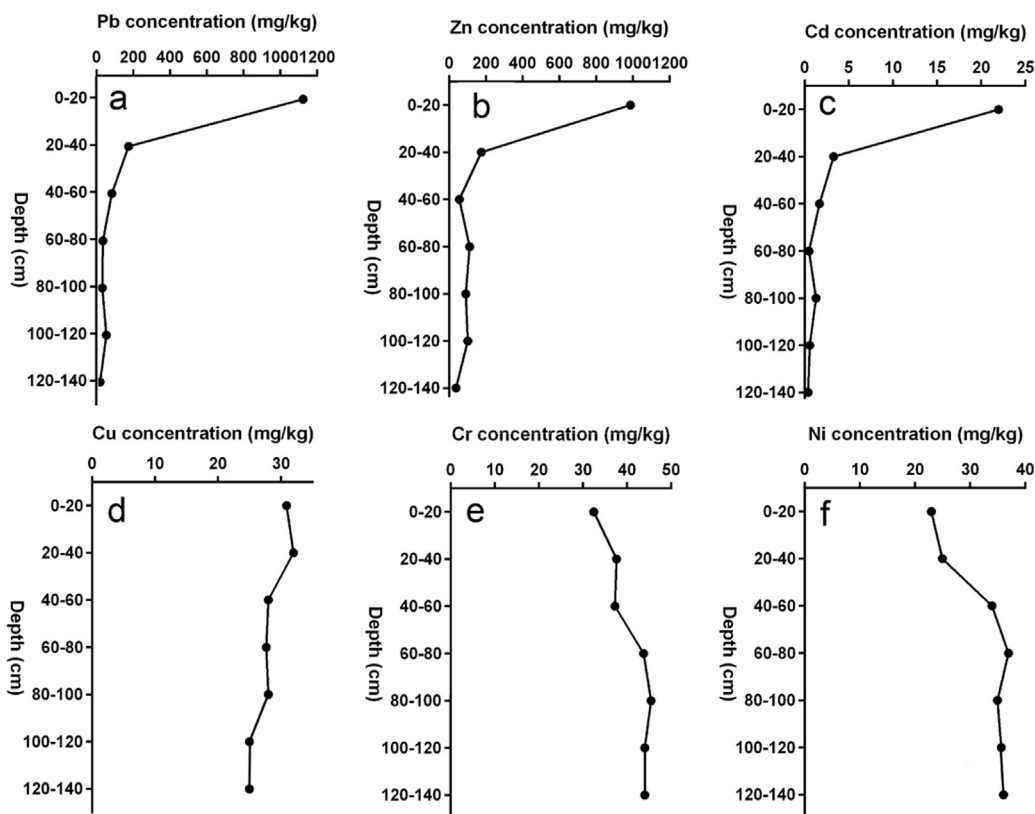 Pb concentration (mg/kg)
0 200 400 600 800 1000 1200
a
0-20
20-40
40-60
60-80
80-100
100-120
120-140
Depth (cm)
Zn concentration (mg/kg)
0 200 400 600 800 1000 1200
b
0-20
20-40
40-60
60-80
80-100
100-120
120-140
Depth (cm)
Cd concentration (mg/kg)
0 5 10 15 20 25
c
0-20
20-40
40-60
60-80
80-100
100-120
120-140
Depth (cm)
Cu concentration (mg/kg)
0 10 20 30
d
0-20
20-40
40-60
60-80
80-100
100-120
120-140
Depth (cm)
Cr concentration (mg/kg)
0 10 20 30 40 50
e
0-20
20-40
40-60
60-80
80-100
100-120
120-140
Depth (cm)
Ni concentration (mg/kg)
0 10 20 30 40
f
0-20
20-40
40-60
60-80
80-100
100-120
120-140
Depth (cm)